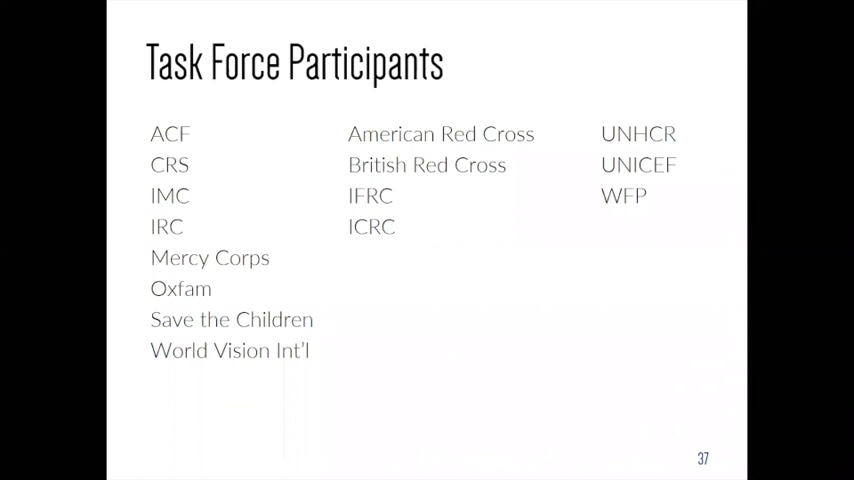 Task Force Participants
ACF
CRS
IMC
IRC
Mercy Corps
Oxfam
Save the Children
World Vision Int'l
American Red Cross
British Red Cross
IFRC
ICRC
UNHCR
UNICEF
WFP
37